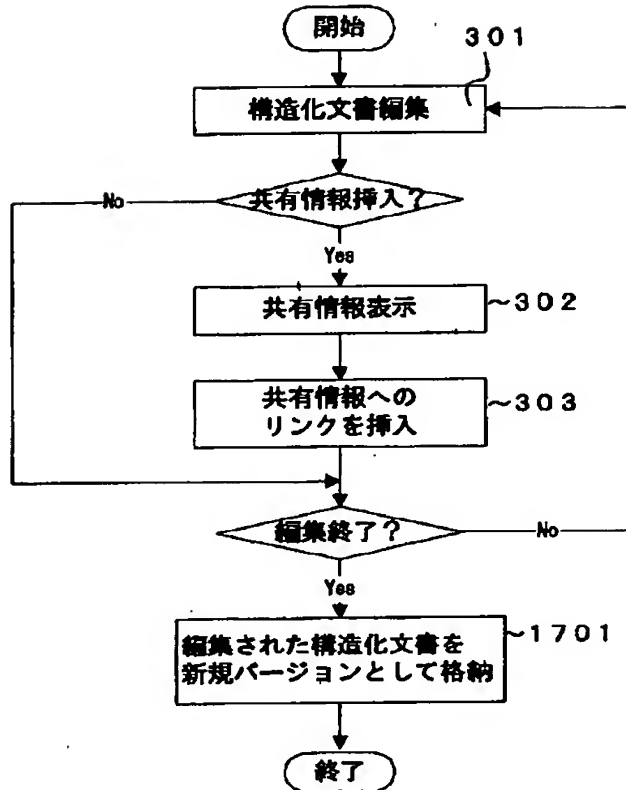 開始
301
構造化文書編集
共有情報挿入?
No
Yes
共有情報表示
~302
共有情報への
リンクを挿入
~303
編集終了?
No
Yes
編集された構造化文書を
新規バージョンとして格納
~1701
終了